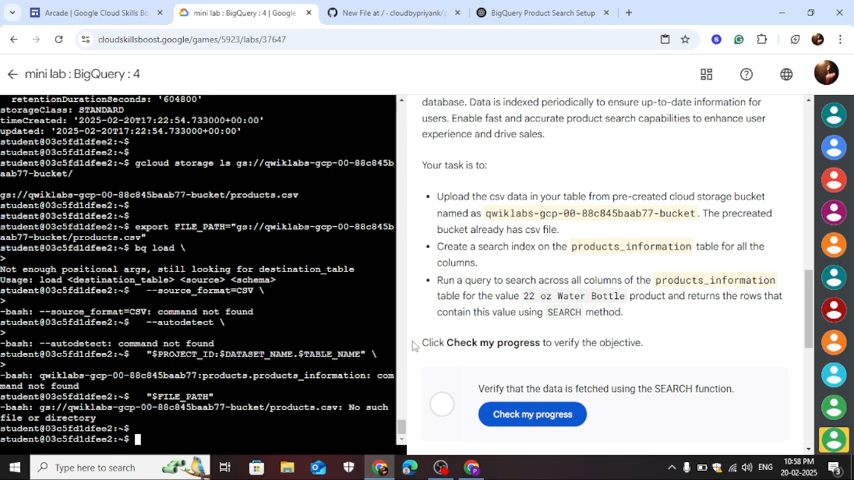 Arcade | Google Cloud Skills Bo
mini lab : BigQuery : 4 | Google
New File at / · cloudbypriyank/
BigQuery Product Search Setup
cloudskillsboost.google/games/5923/labs/37647
mini lab : BigQuery : 4
retentionDurationSeconds: '604800'
storageClass: STANDARD
timeCreated: '2025-02-20T17:22:54.733000+00:00'
updated: '2025-02-20T17:22:54.733000+00:00'
student@03c5fd1dfee2:~$
student@03c5fd1dfee2:~$
student@03c5fd1dfee2:~$ gcloud storage ls gs://qwiklabs-gcp-00-88c845b
aab77-bucket/
gs://qwiklabs-gcp-00-88c845baab77-bucket/products.csv
student@03c5fd1dfee2:~$
student@03c5fd1dfee2:~$
student@03c5fd1dfee2:~$ export FILE_PATH="gs://qwiklabs-gcp-00-88c845b
aab77-bucket/products.csv"
student@03c5fd1dfee2:~$ bq load \
>
Not enough positional args, still looking for destination_table
Usage: load <destination_table> <source> <schema>
student@03c5fd1dfee2:~$   --source_format=CSV \
>
-bash: --source_format=CSV: command not found
student@03c5fd1dfee2:~$   --autodetect \
>
-bash: --autodetect: command not found
student@03c5fd1dfee2:~$   "$PROJECT_ID:$DATASET_NAME.$TABLE_NAME" \
>
-bash: qwiklabs-gcp-00-88c845baab77:products.products_information: com
mand not found
student@03c5fd1dfee2:~$   "$FILE_PATH"
-bash: gs://qwiklabs-gcp-00-88c845baab77-bucket/products.csv: No such
file or directory
student@03c5fd1dfee2:~$
student@03c5fd1dfee2:~$
database. Data is indexed periodically to ensure up-to-date information for
users. Enable fast and accurate product search capabilities to enhance user
experience and drive sales.
Your task is to:
• Upload the csv data in your table from pre-created cloud storage bucket
named as qwiklabs-gcp-00-88c845baab77-bucket. The precreated
bucket already has csv file.
• Create a search index on the products_information table for all the
columns.
• Run a query to search across all columns of the products_information
table for the value 22 oz Water Bottle product and returns the rows that
contain this value using SEARCH method.
Click Check my progress to verify the objective.
Verify that the data is fetched using the SEARCH function.
Check my progress
Type here to search
ENG
10:58 PM
20-02-2025
3